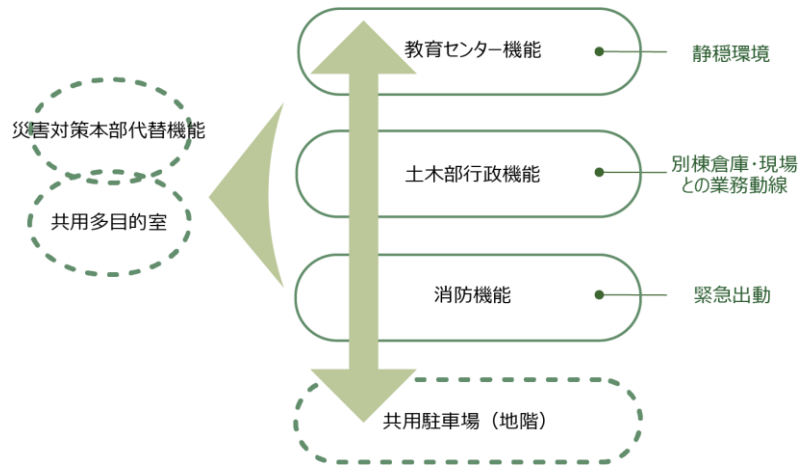 教育センター機能
静穏環境
災害対策本部代替機能
土木部行政機能
別棟倉庫・現場
との業務動線
共用多目的室
消防機能
緊急出動
共用駐車場（地階）